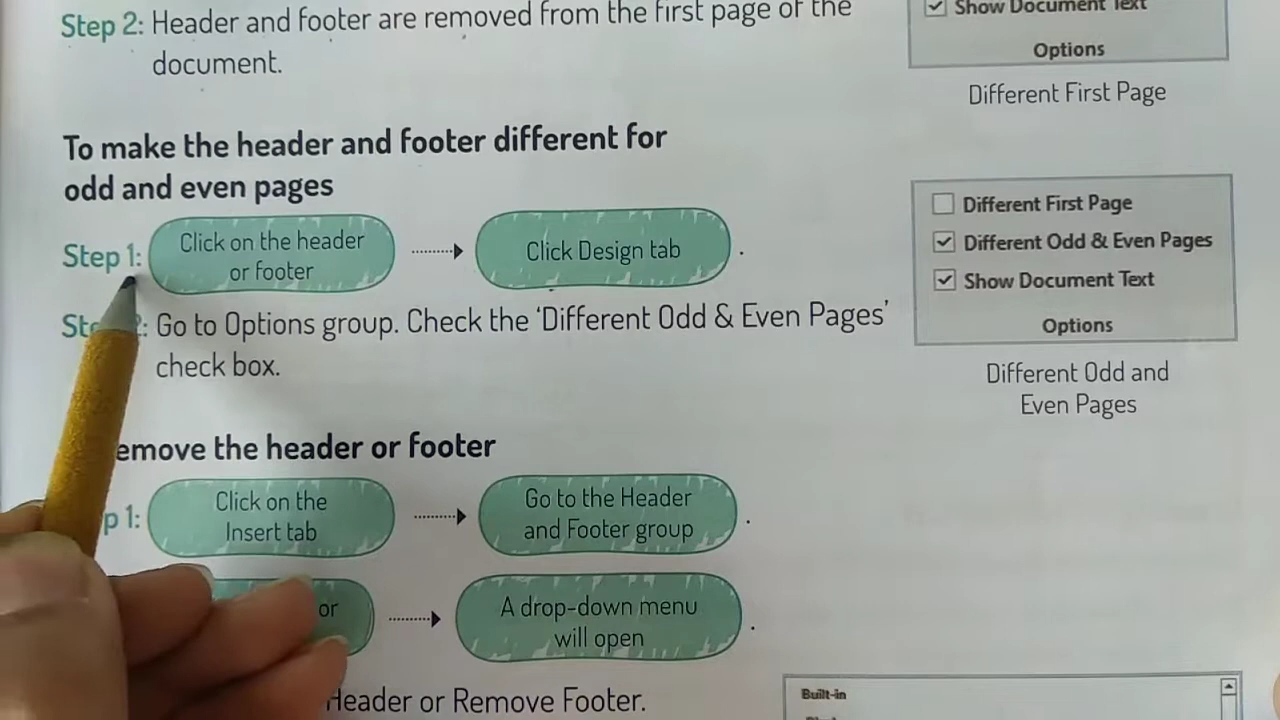 Step 2: Header and footer are removed from the first page of the
document.
Show Document Text
Options
Different First Page
To make the header and footer different for
odd and even pages
Step 1: Click on the header
or footer
Click Design tab .
Go to Options group. Check the ‘Different Odd & Even Pages’
check box.
Different First Page
Different Odd & Even Pages
Show Document Text
Options
Different Odd and
Even Pages
emove the header or footer
p 1: Click on the
Insert tab
Go to the Header
and Footer group .
or
A drop-down menu
will open .
Header or Remove Footer.
Built-in